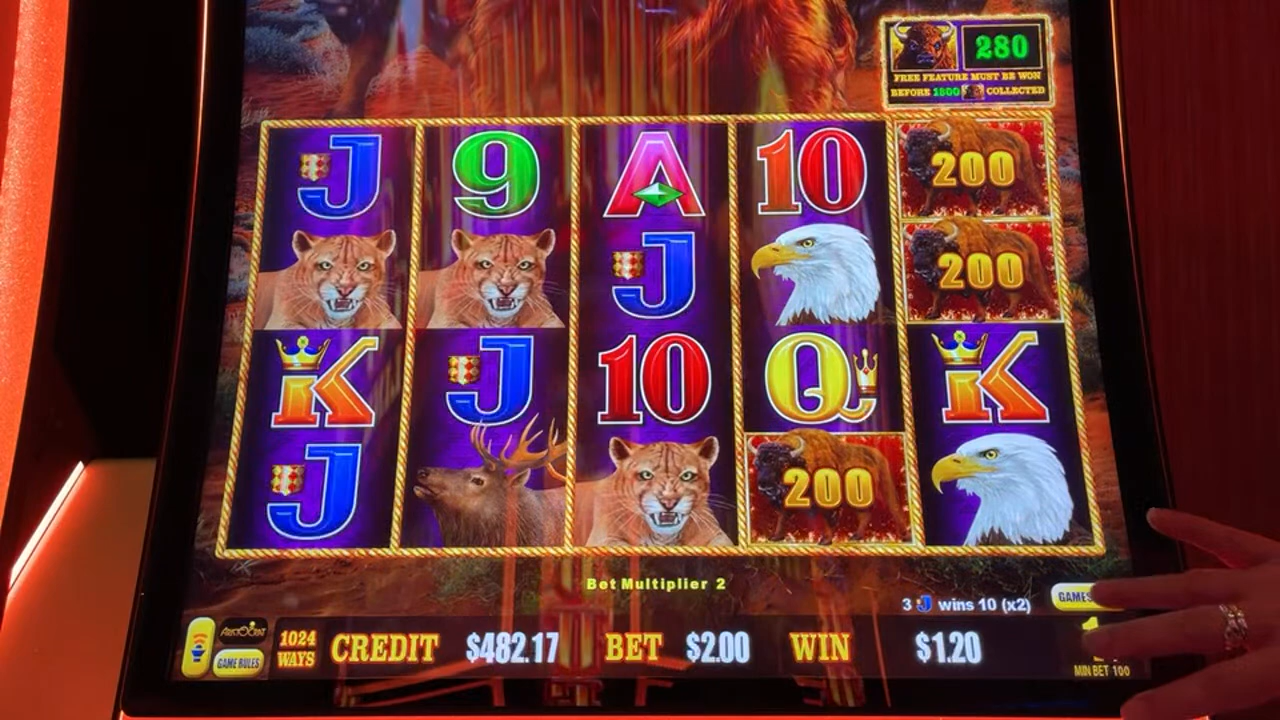 280
FREE FEATURE MUST BE WON
BEFORE 1800 COLLECTED
J 9 A 10 200
J 200
K J 10 Q K
J 200
Bet Multiplier 2
3 J wins 10 (x2)
GAMES
ARISTOCRAT
GAME RULES
1024 WAYS
CREDIT $482.17 BET $2.00 WIN $1.20
MIN BET 100